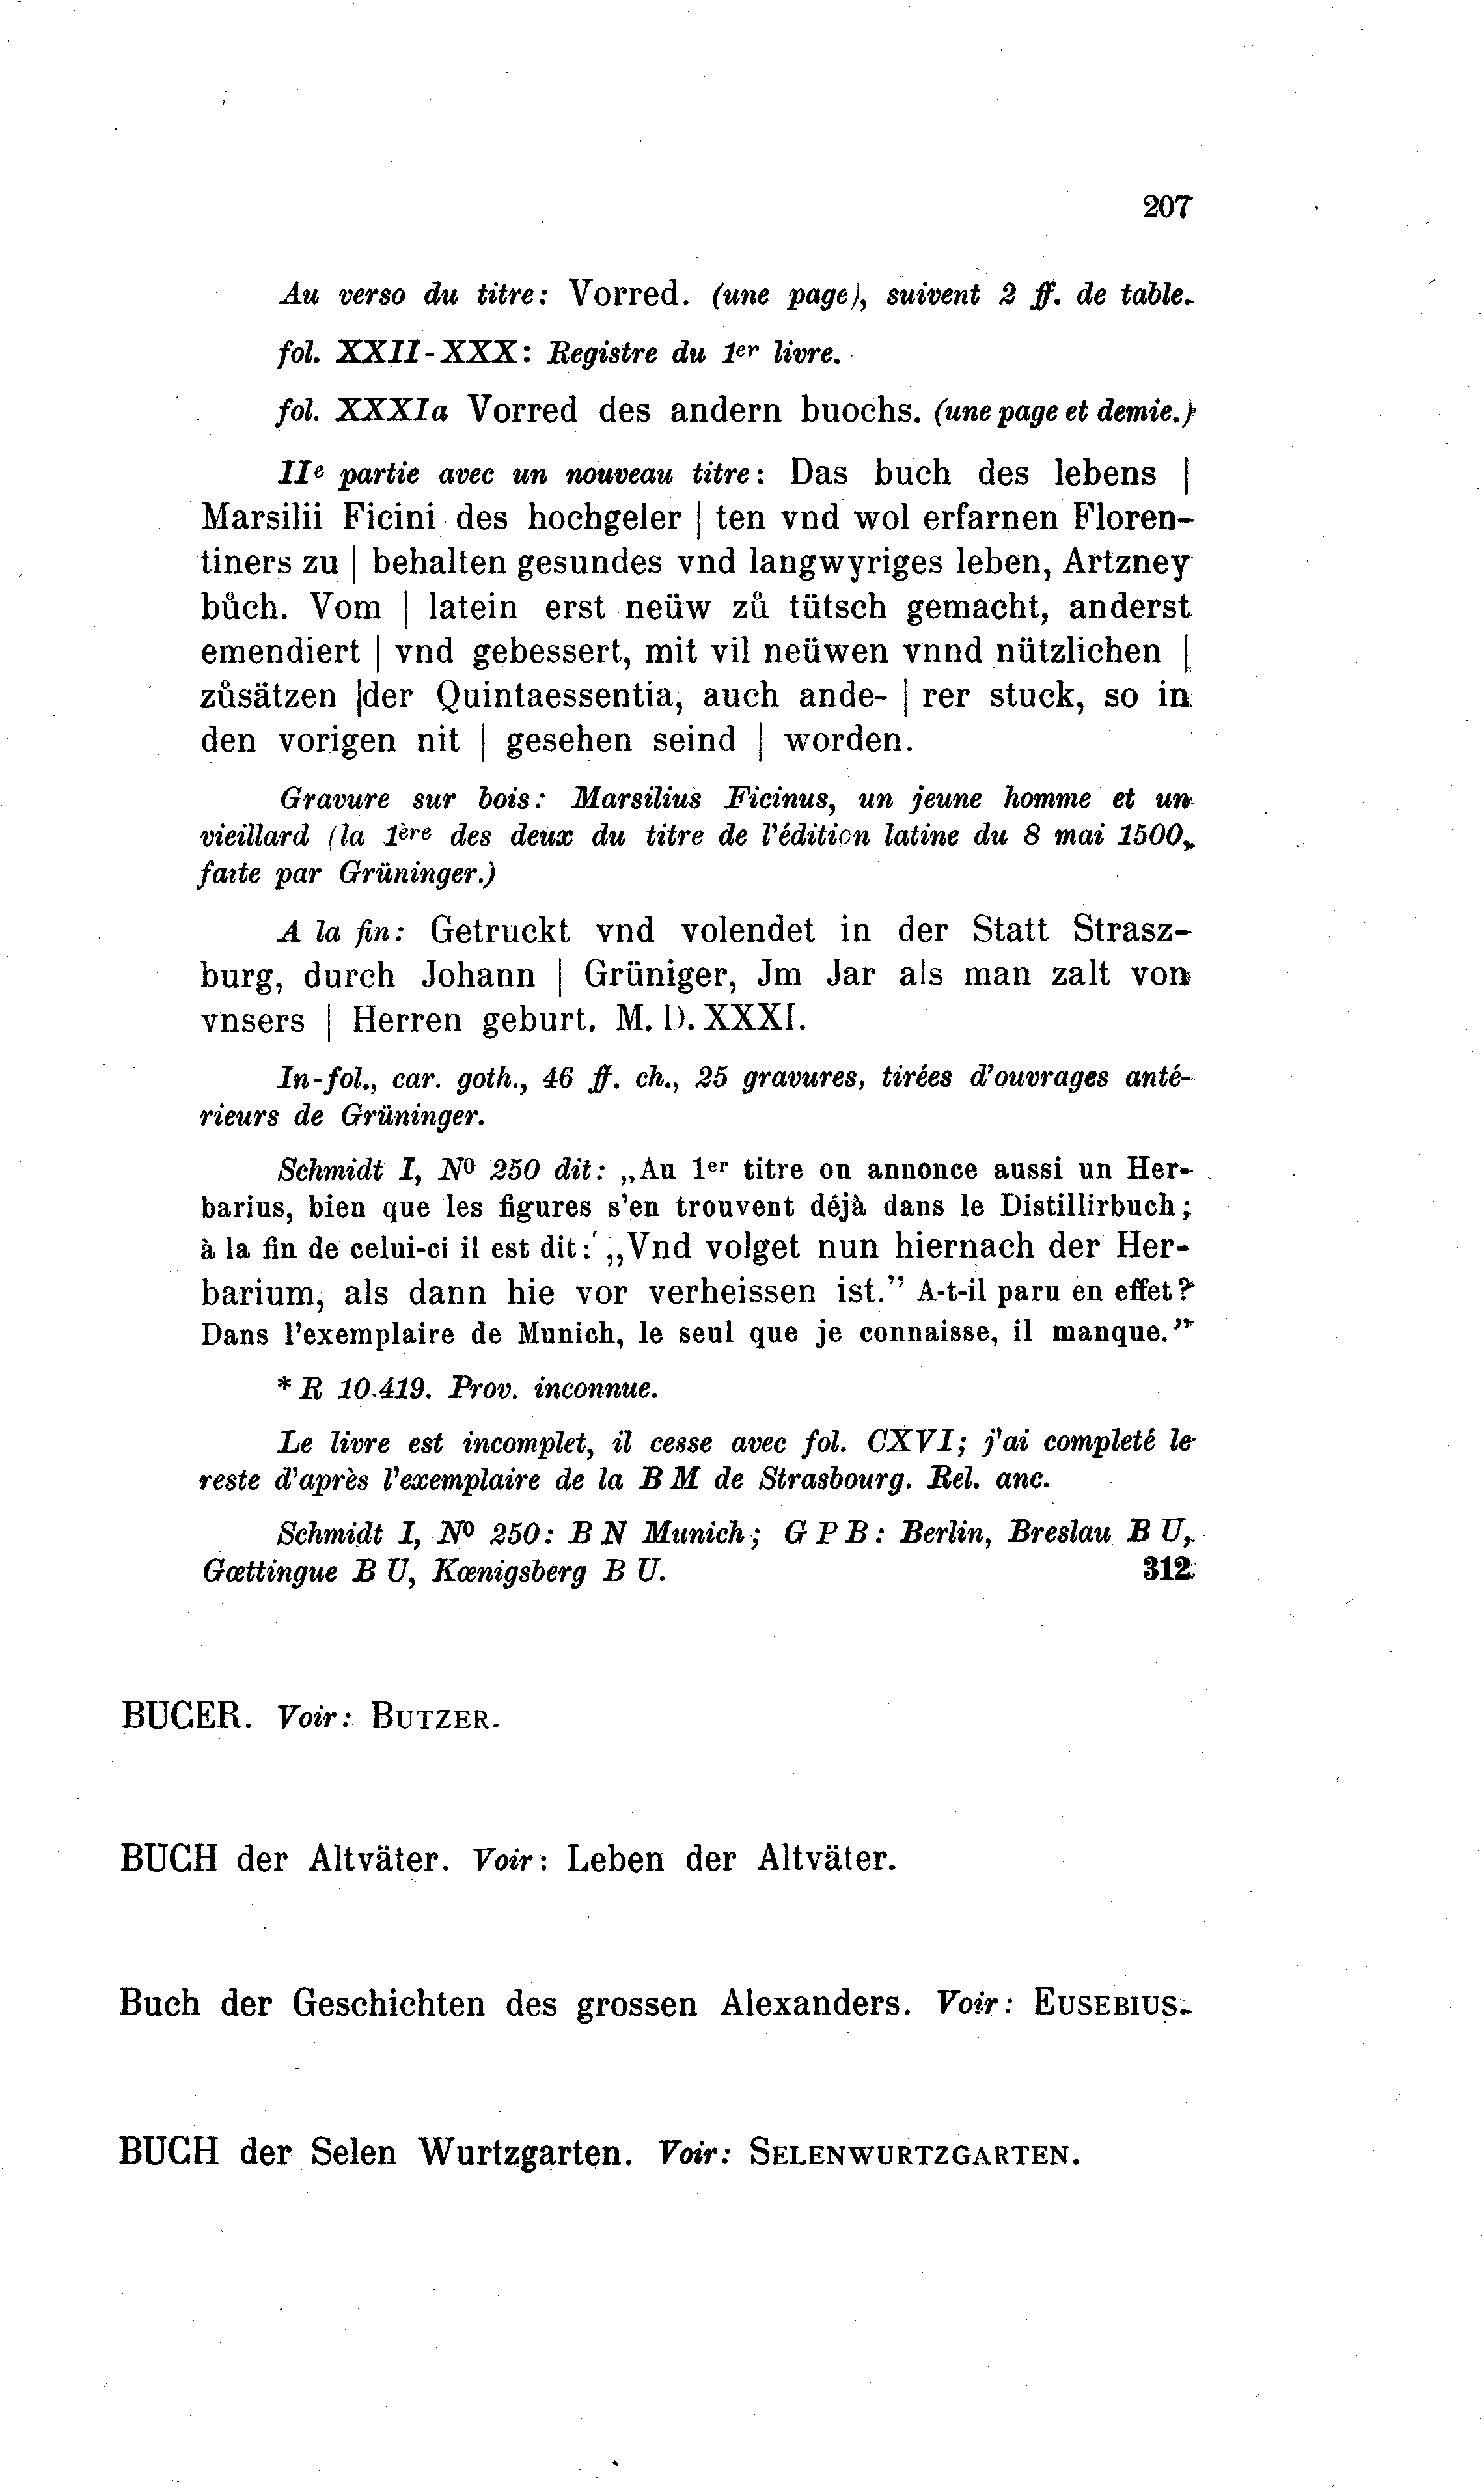 207
Au verso du titre: Vorred. (une page), suivent 2 ff. de table.
fol. XXII-XXX: Registre du 1er livre.
fol. XXXIa Vorred des andern buochs. (une page et demie.)
IIe partie avec un nouveau titre: Das buch des lebens |
Marsilii Ficini des hochgeler | ten vnd wol erfarnen Floren-
tiners zu | behalten gesundes vnd langwyriges leben, Artzney
bůch. Vom | latein erst neüw zů tütsch gemacht, anderst
emendiert | vnd gebessert, mit vil neüwen vnnd nützlichen |
zůsätzen |der Quintaessentia, auch ande- | rer stuck, so in
den vorigen nit | gesehen seind | worden.
Gravure sur bois: Marsilius Ficinus, un jeune homme et un
vieillard (la 1ère des deux du titre de l'édition latine du 8 mai 1500,
faite par Grüninger.)
A la fin: Getruckt vnd volendet in der Statt Strasz-
burg, durch Johann | Grüniger, Jm Jar als man zalt von
vnsers | Herren geburt. M. D. XXXI.
In-fol., car. goth., 46 ff. ch., 25 gravures, tirées d'ouvrages anté-
rieurs de Grüninger.
Schmidt I, No 250 dit: „Au 1er titre on annonce aussi un Her-
barius, bien que les figures s'en trouvent déjà dans le Distillirbuch;
à la fin de celui-ci il est dit: „Vnd volget nun hiernach der Her-
barium, als dann hie vor verheissen ist.” A-t-il paru en effet?
Dans l'exemplaire de Munich, le seul que je connaisse, il manque.”
* R 10.419. Prov. inconnue.
Le livre est incomplet, il cesse avec fol. CXVI; j'ai completé le
reste d'après l'exemplaire de la B M de Strasbourg. Rel. anc.
Schmidt I, No 250: B N Munich; G P B: Berlin, Breslau B U,
Gœttingue B U, Kœnigsberg B U. 312
BUCER. Voir: BUTZER.
BUCH der Altväter. Voir: Leben der Altväter.
Buch der Geschichten des grossen Alexanders. Voir: EUSEBIUS.
BUCH der Selen Wurtzgarten. Voir: SELENWURTZGARTEN.